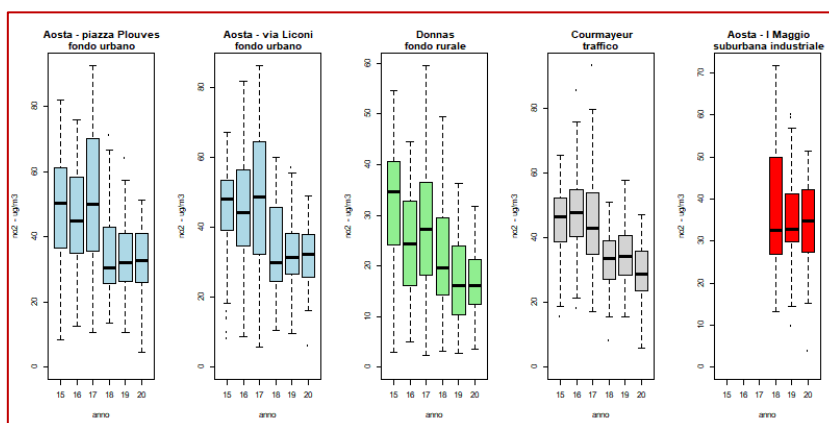 Aosta - piazza Plouves
fondo urbano
no2 - ug/m3
80
60
40
20
0
15 16 17 18 19 20
anno
Aosta - via Liconi
fondo urbano
no2 - ug/m3
80
60
40
20
0
15 16 17 18 19 20
anno
Donnas
fondo rurale
no2 - ug/m3
60
50
40
30
20
10
0
15 16 17 18 19 20
anno
Courmayeur
traffico
no2 - ug/m3
80
60
40
20
0
15 16 17 18 19 20
anno
Aosta - I Maggio
suburbana industriale
no2 - ug/m3
70
60
50
40
30
20
10
0
15 16 17 18 19 20
anno